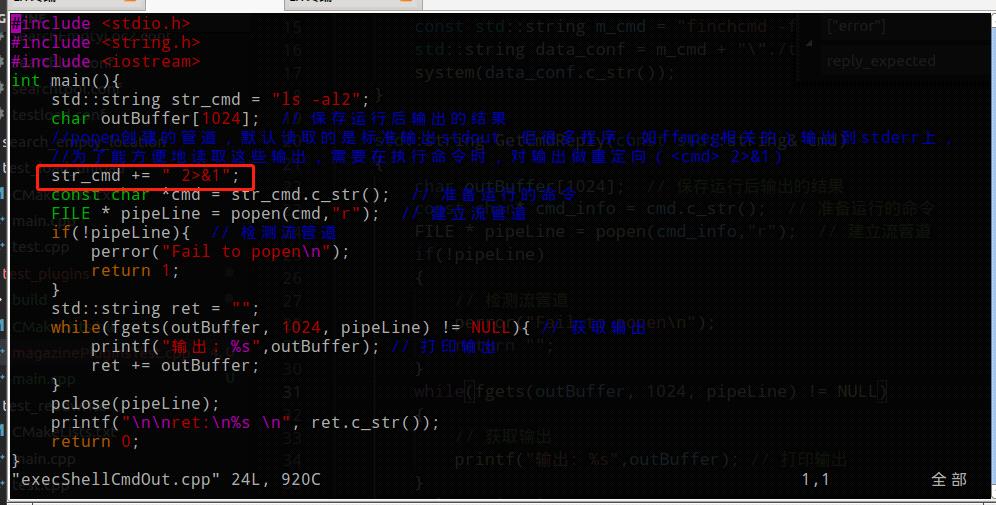 #include <stdio.h>
#include <string.h>
#include <iostream>
int main(){
    std::string str_cmd = "ls -al2";
    char outBuffer[1024];  // 保存运行后输出的结果
    //popen创建的管道，默认读取的是标准输出stdout，但很多程序（如ffmpeg相关的）输出到stderr上，
    //为了能方便地读取这些输出，需要在执行命令时，对输出做重定向（<cmd> 2>&1）
    str_cmd += " 2>&1";
    const char *cmd = str_cmd.c_str();  // 准备运行的命令
    FILE * pipeLine = popen(cmd,"r");  // 建立流管道
    if(!pipeLine){  // 检测流管道
        perror("Fail to popen\n");
        return 1;
    }
    std::string ret = "";
    while(fgets(outBuffer, 1024, pipeLine) != NULL){ // 获取输出
        printf("输出：%s",outBuffer); // 打印输出
        ret += outBuffer;
    }
    pclose(pipeLine);
    printf("\n\nret:\n%s \n", ret.c_str());
    return 0;
}
"execShellCmdOut.cpp" 24L, 920C 1,1 全部